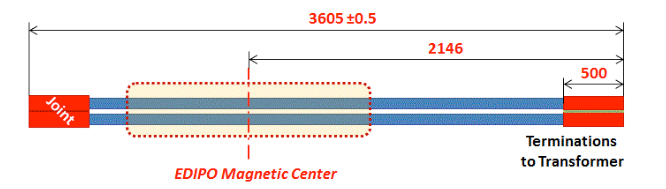 3605 ±0.5
2146
500
Joint
Terminations
to Transformer
EDIPO Magnetic Center